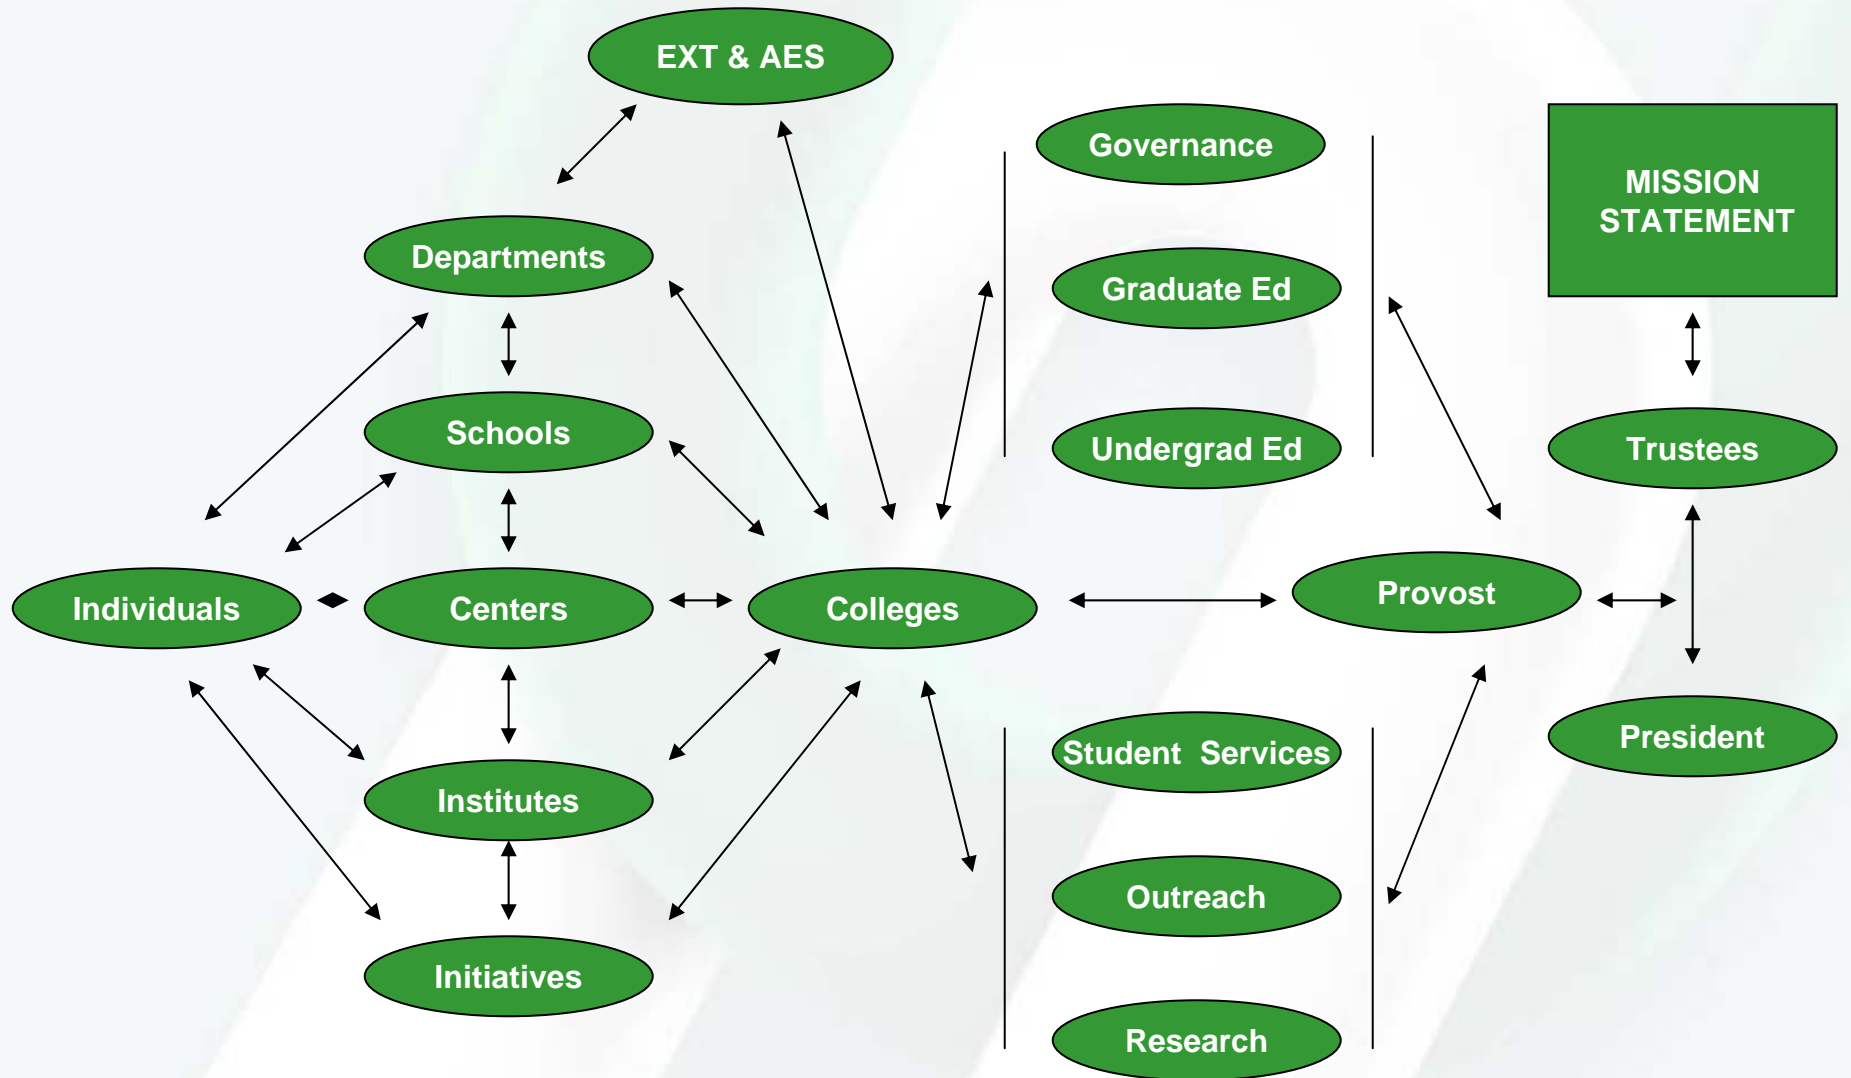 EXT & AES
Governance
MISSION
STATEMENT
Departments
Graduate Ed
Schools
Undergrad Ed
Trustees
Individuals
Centers
Colleges
Provost
Student Services
President
Institutes
Outreach
Initiatives
Research